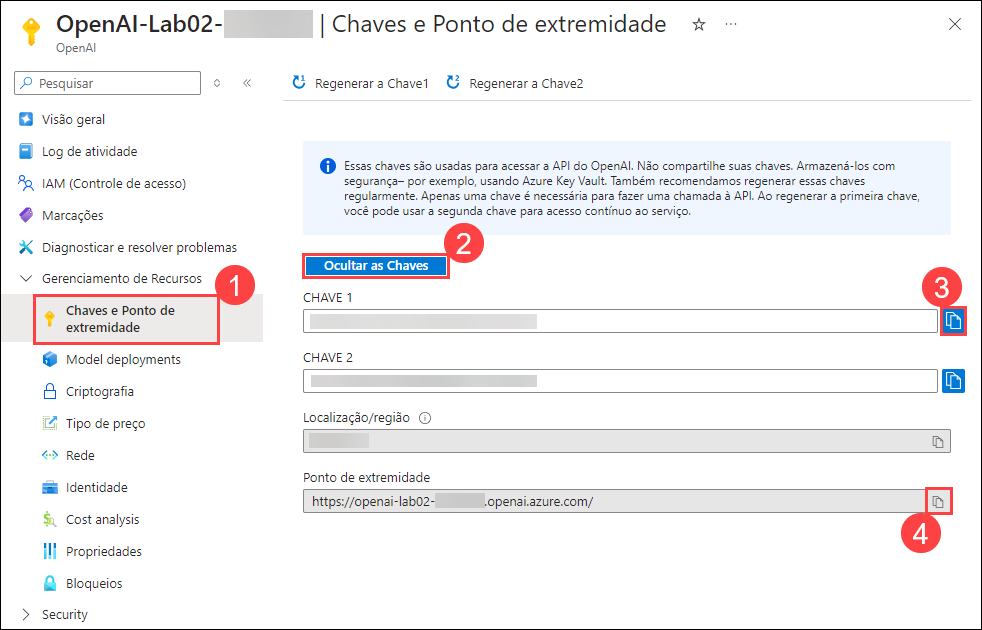 OpenAI-Lab02- | Chaves e Ponto de extremidade
OpenAI
Pesquisar
Regenerar a Chave1
Regenerar a Chave2
Visão geral
Log de atividade
IAM (Controle de acesso)
Marcações
Diagnosticar e resolver problemas
Gerenciamento de Recursos
1
Chaves e Ponto de
extremidade
Model deployments
Criptografia
Tipo de preço
Rede
Identidade
Cost analysis
Propriedades
Bloqueios
Security
Essas chaves são usadas para acessar a API do OpenAI. Não compartilhe suas chaves. Armazená-los com
segurança– por exemplo, usando Azure Key Vault. Também recomendamos regenerar essas chaves
regularmente. Apenas uma chave é necessária para fazer uma chamada à API. Ao regenerar a primeira chave,
você pode usar a segunda chave para acesso contínuo ao serviço.
2
Ocultar as Chaves
CHAVE 1
3
CHAVE 2
Localização/região
Ponto de extremidade
https://openai-lab02- .openai.azure.com/
4